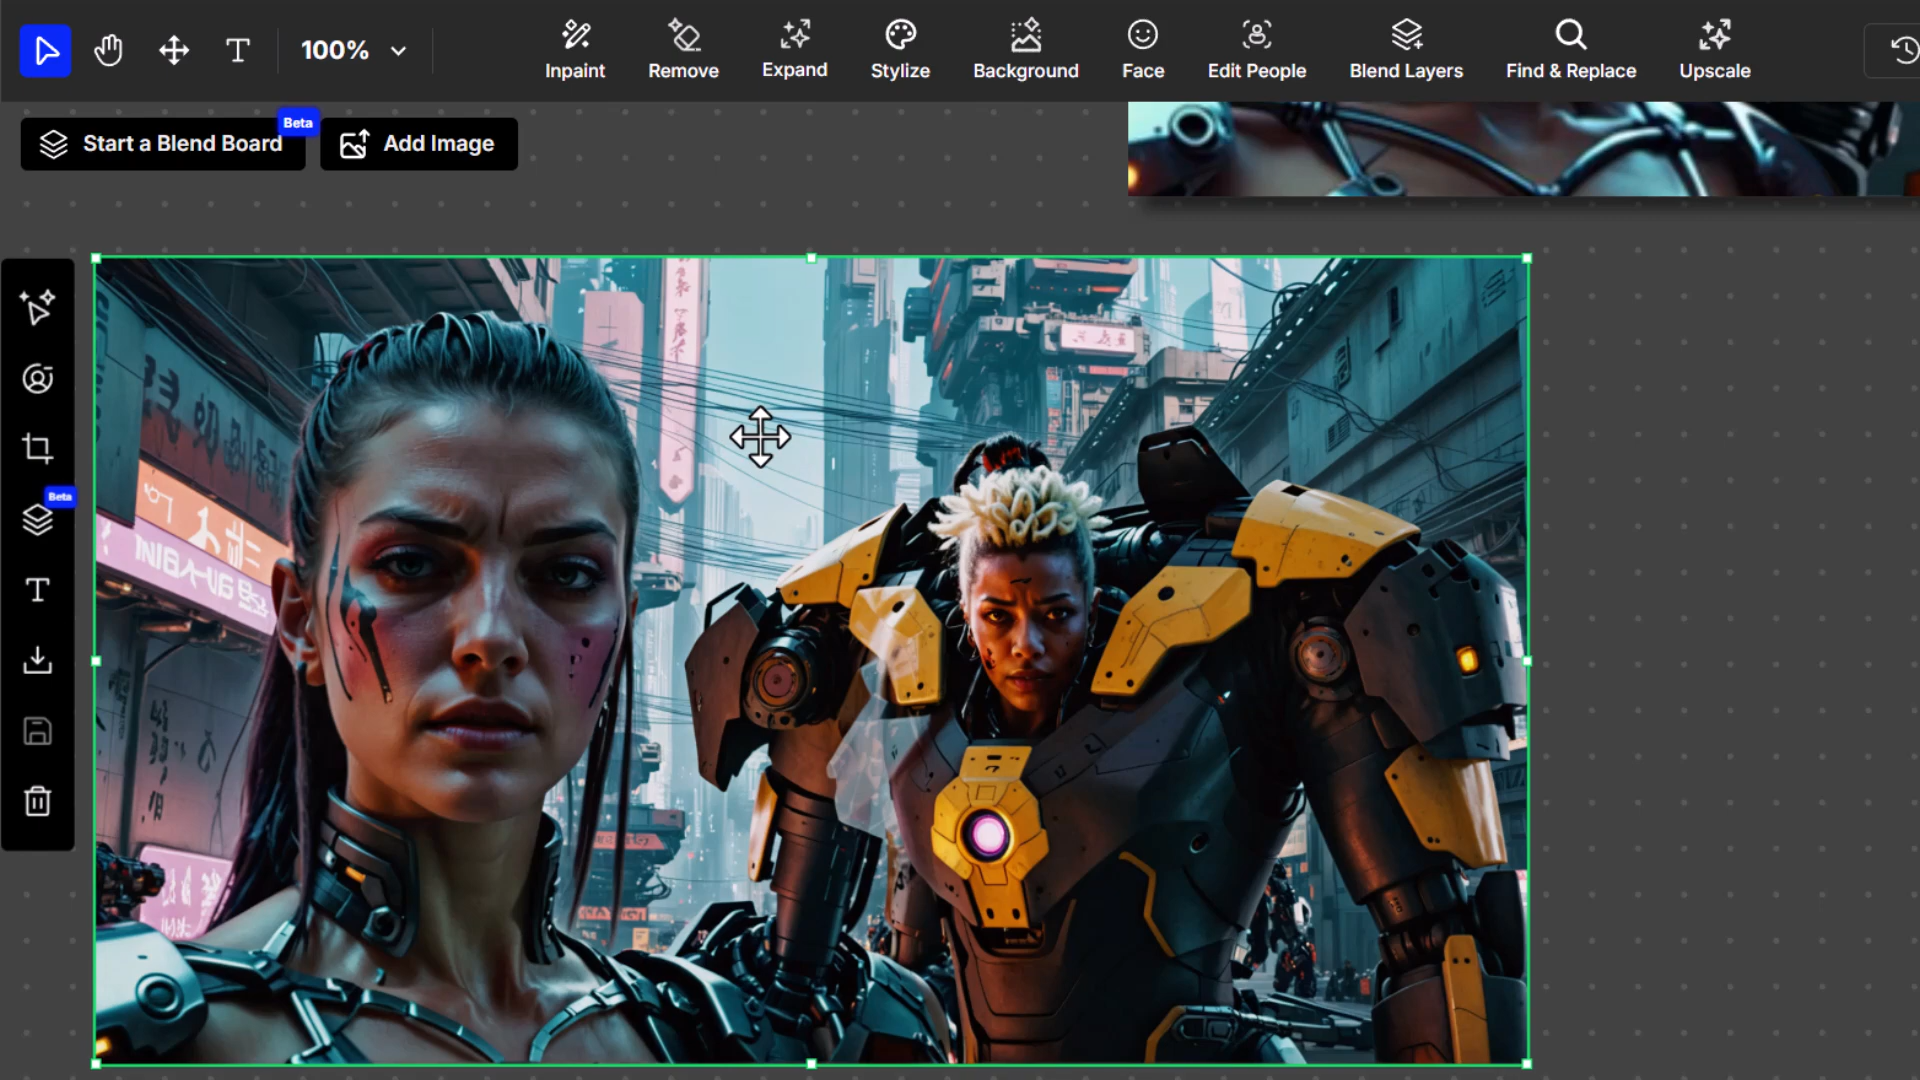 100%
Inpaint
Remove
Expand
Stylize
Background
Face
Edit People
Blend Layers
Find & Replace
Upscale
Start a Blend Board
Beta
Add Image
Beta